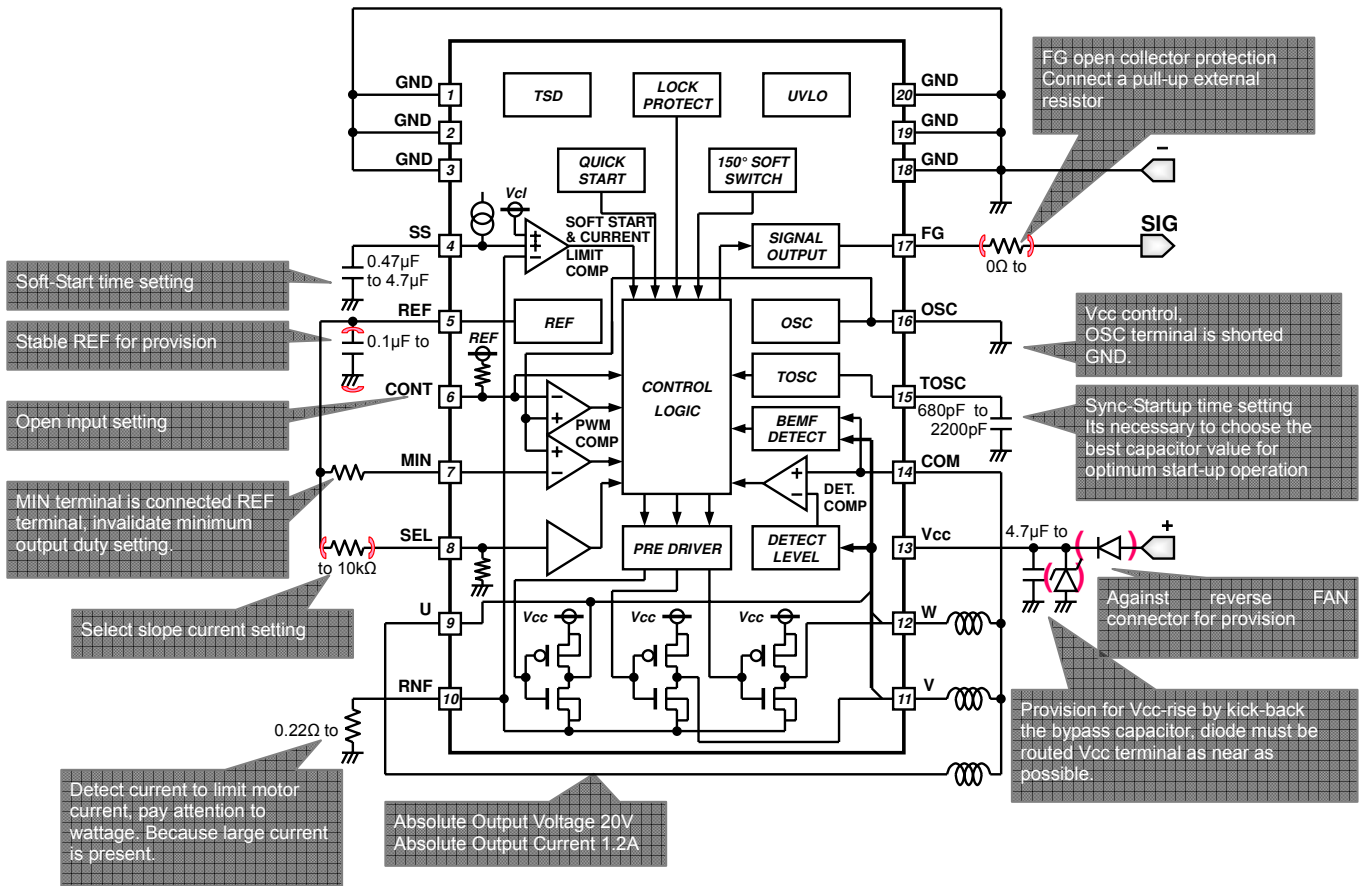 GND 1
GND 2
GND 3
SS 4
REF 5
CONT 6
MIN 7
SEL 8
U 9
RNF 10
20 GND
19 GND
18 GND
17 FG
16 OSC
15 TOSC
14 COM
13 Vcc
12 W
11 V
TSD
LOCK
PROTECT
UVLO
QUICK
START
150° SOFT
SWITCH
Vcl
SOFT START
& CURRENT
LIMIT
COMP
SIGNAL
OUTPUT
REF
OSC
REF
TOSC
CONTROL
LOGIC
PWM
COMP
BEMF
DETECT
DET.
COMP
PRE DRIVER
DETECT
LEVEL
Vcc
Vcc
Vcc
+
+
−
−
+
+
−
+
−
FG open collector protection
Connect a pull-up external
resistor
−
SIG
0Ω to
Soft-Start time setting
0.47µF
to 4.7µF
Stable REF for provision
0.1µF to
Open input setting
MIN terminal is connected REF
terminal, invalidate minimum
output duty setting.
to 10kΩ
Select slope current setting
0.22Ω to
Detect current to limit motor
current, pay attention to
wattage. Because large current
is present.
Absolute Output Voltage 20V
Absolute Output Current 1.2A
Vcc control,
OSC terminal is shorted
GND.
680pF to
2200pF
Sync-Startup time setting
Its necessary to choose the
best capacitor value for
optimum start-up operation
4.7µF to
+
Against reverse FAN
connector for provision
Provision for Vcc-rise by kick-back
the bypass capacitor, diode must be
routed Vcc terminal as near as
possible.